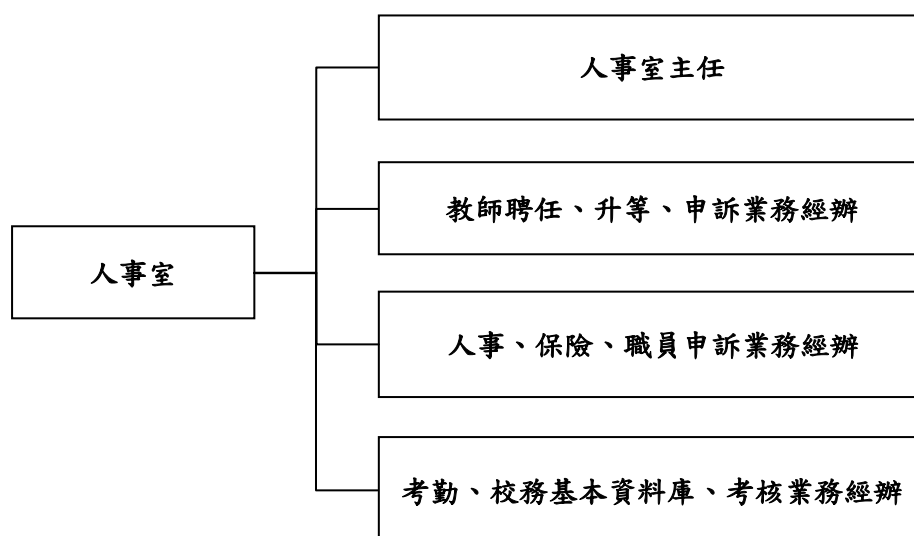 人事室主任
教師聘任、升等、申訴業務經辦
人事室
人事、保險、職員申訴業務經辦
考勤、校務基本資料庫、考核業務經辦